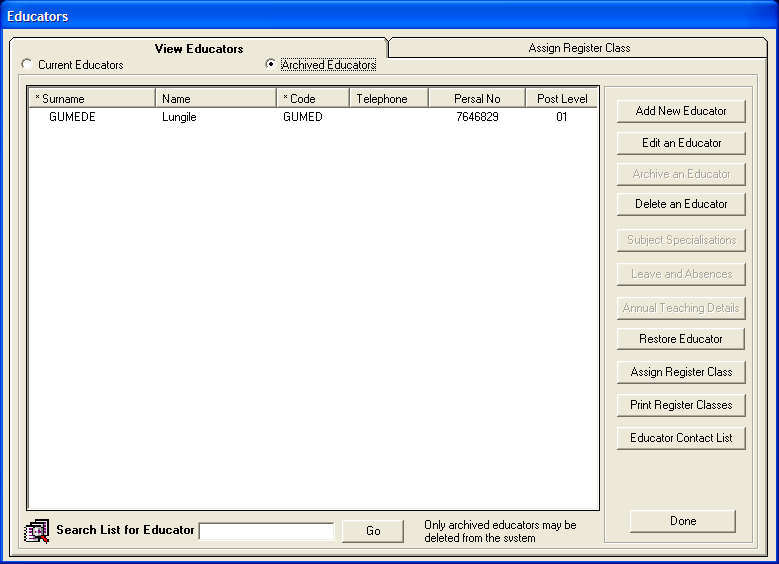 Educators
View Educators
Assign Register Class
Current Educators
Archived Educators
* Surname Name * Code Telephone Persal No Post Level
GUMEDE Lungile GUMED 7646829 01
Add New Educator
Edit an Educator
Archive an Educator
Delete an Educator
Subject Specialisations
Leave and Absences
Annual Teaching Details
Restore Educator
Assign Register Class
Print Register Classes
Educator Contact List
Search List for Educator
Go
Only archived educators may be
deleted from the system
Done